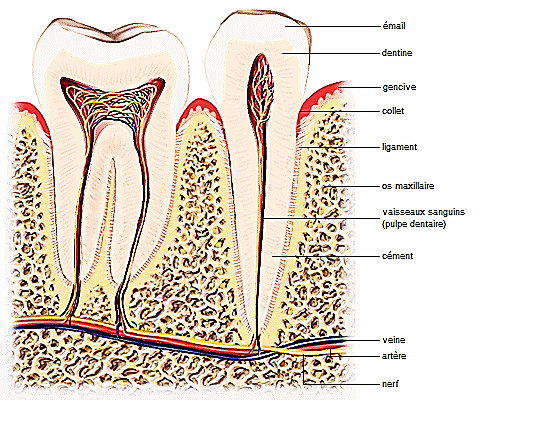 émail
dentine
gencive
collet
ligament
os maxillaire
vaisseaux sanguins
(pulpe dentaire)
cément
veine
artère
nerf